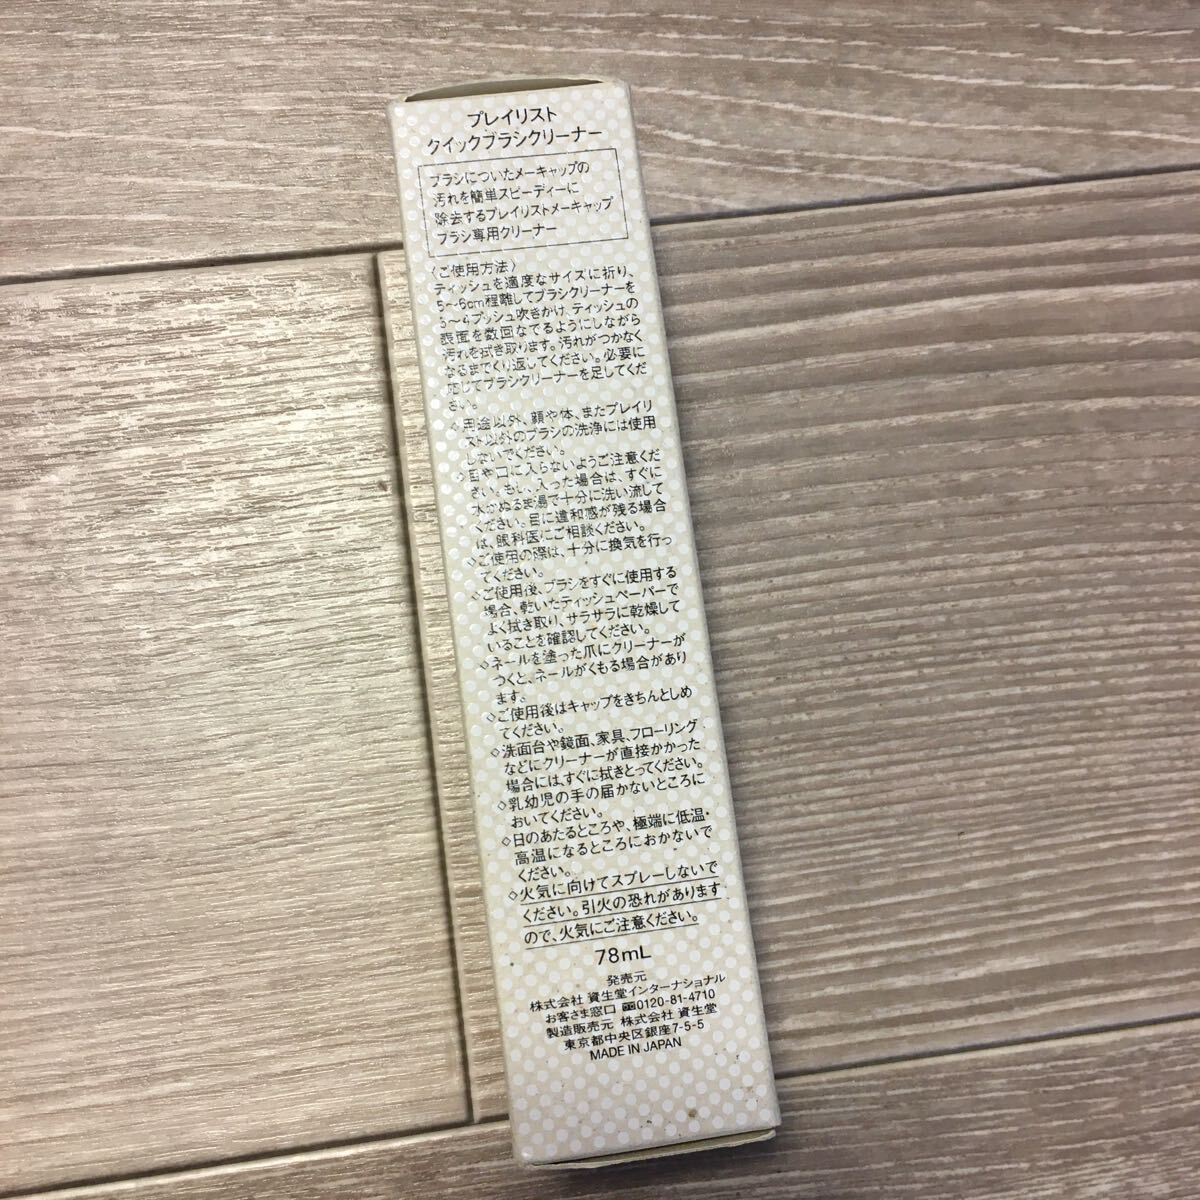 プレイリスト
クイックブラシクリーナー
ブラシについたメーキャップの
汚れを簡単スピーディーに
除去するプレイリストメーキャップ
ブラシ専用クリーナー
〈ご使用方法〉
ティッシュを適度なサイズに折り、
5〜6cm程離してブラシクリーナーを
3〜4プッシュ吹きかけ、ティッシュの
表面を数回なでるようにしながら
汚れを拭き取ります。汚れがつかなく
なるまでくり返してください。必要に
応じてブラシクリーナーを足してくだ
さい。
◇用途以外、顔や体、またプレイリ
スト以外のブラシの洗浄には使用
しないでください。
◇目や口に入らないようご注意くだ
さい。もし、入った場合は、すぐに
水かぬるま湯で十分に洗い流して
ください。目に違和感が残る場合
は、眼科医にご相談ください。
◇ご使用の際は、十分に換気を行っ
てください。
◇ご使用後、ブラシをすぐに使用する
場合、乾いたティッシュペーパーで
よく拭き取り、サラサラに乾燥して
いることを確認してください。
◇ネールを塗った爪にクリーナーが
つくと、ネールがくもる場合があり
ます。
◇ご使用後はキャップをきちんとしめ
てください。
◇洗面台や鏡面、家具、フローリング
などにクリーナーが直接かかった
場合には、すぐに拭きとってください。
◇乳幼児の手の届かないところに
おいてください。
◇日のあたるところや、極端に低温・
高温になるところにおかないで
ください。
◇火気に向けてスプレーしないで
ください。引火の恐れがあります
ので、火気にご注意ください。
78mL
発売元
株式会社 資生堂インターナショナル
お客さま窓口 0120-81-4710
製造販売元 株式会社 資生堂
東京都中央区銀座7-5-5
MADE IN JAPAN